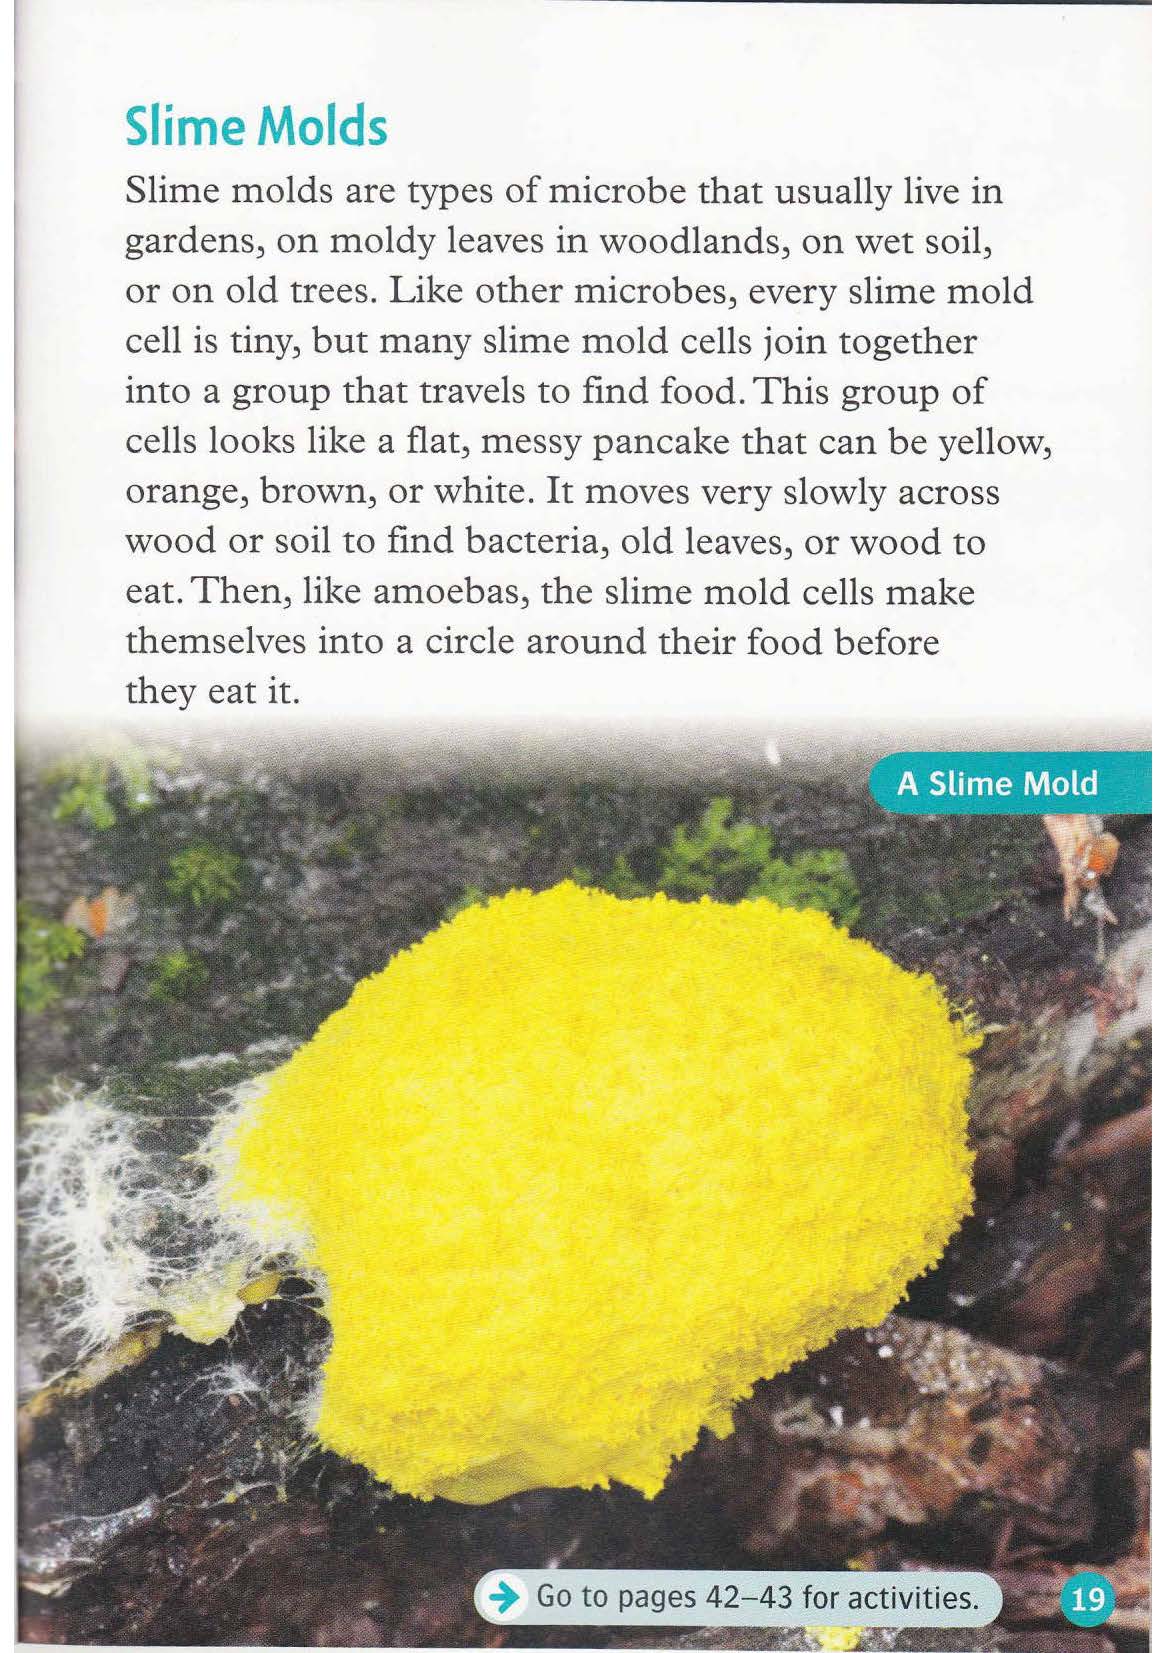 Slime Molds
Slime molds are types of microbe that usually live in
gardens, on moldy leaves in woodlands, on wet soil,
or on old trees. Like other microbes, every slime mold
cell is tiny, but many slime mold cells join together
into a group that travels to find food. This group of
cells looks like a flat, messy pancake that can be yellow,
orange, brown, or white. It moves very slowly across
wood or soil to find bacteria, old leaves, or wood to
eat. Then, like amoebas, the slime mold cells make
themselves into a circle around their food before
they eat it.
A Slime Mold
Go to pages 42–43 for activities.
19